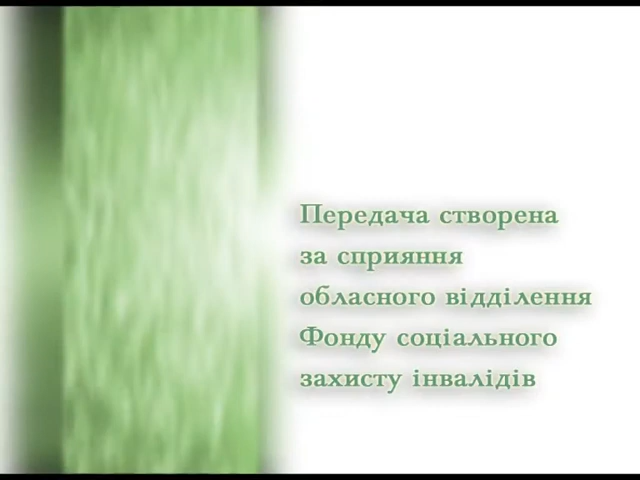 Передача створена
за сприяння
обласного відділення
Фонду соціального
захисту інвалідів